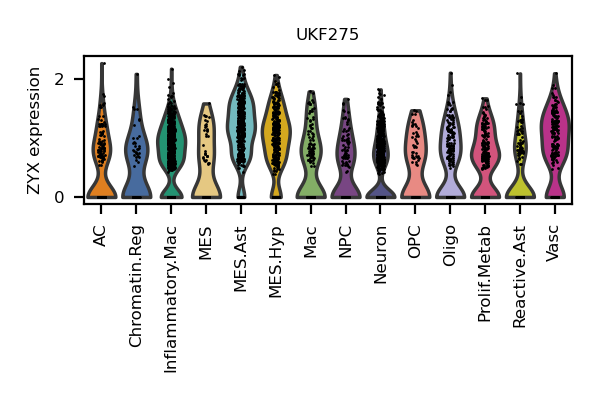 UKF275
ZYX expression
2
0
AC
Chromatin.Reg
Inflammatory.Mac
MES
MES.Ast
MES.Hyp
Mac
NPC
Neuron
OPC
Oligo
Prolif.Metab
Reactive.Ast
Vasc